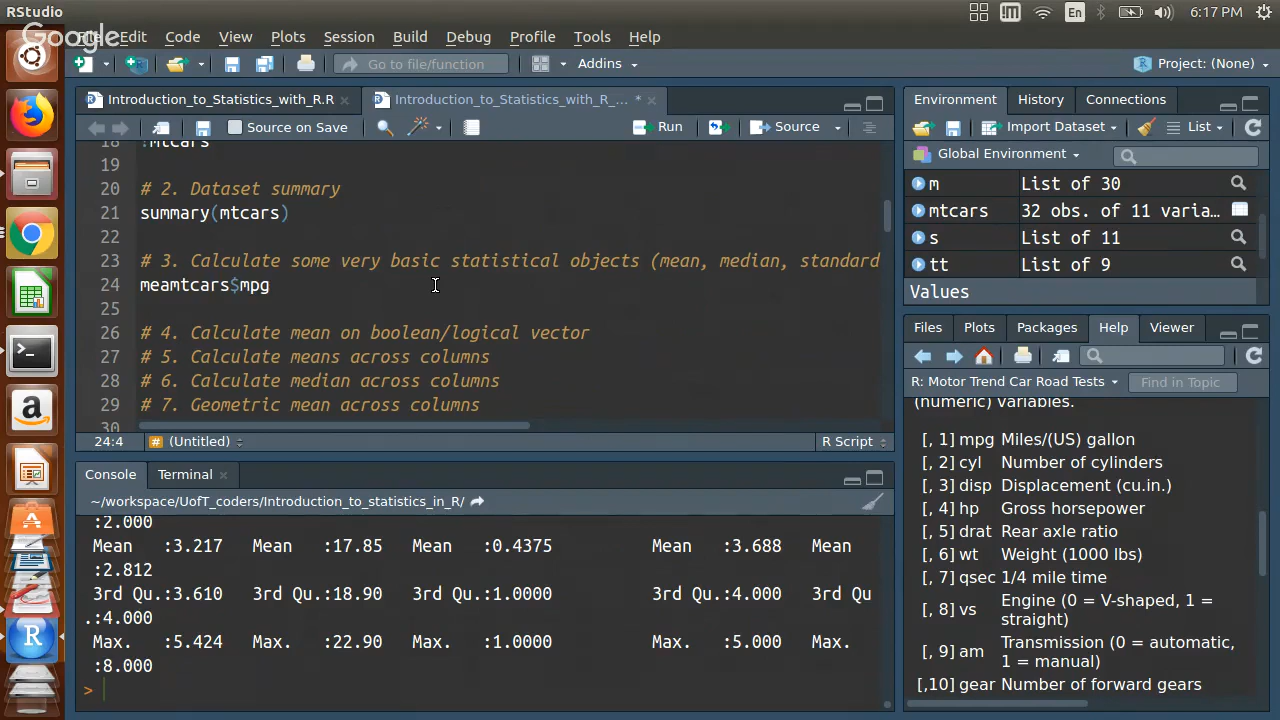 RStudio
En
6:17 PM
Google
File Edit Code View Plots Session Build Debug Profile Tools Help
Go to file/function Addins Project: (None)
Introduction_to_Statistics_with_R.R Introduction_to_Statistics_with_R_... *
Source on Save Run Source
18 ?mtcars
19
20 # 2. Dataset summary
21 summary(mtcars)
22
23 # 3. Calculate some very basic statistical objects (mean, median, standard
24 meamtcars$mpg
25
26 # 4. Calculate mean on boolean/logical vector
27 # 5. Calculate means across columns
28 # 6. Calculate median across columns
29 # 7. Geometric mean across columns
30
24:4 # (Untitled) R Script
Console Terminal
~/workspace/UofT_coders/Introduction_to_statistics_in_R/
:2.000
Mean :3.217 Mean :17.85 Mean :0.4375 Mean :3.688 Mean
:2.812
3rd Qu.:3.610 3rd Qu.:18.90 3rd Qu.:1.0000 3rd Qu.:4.000 3rd Qu
.:4.000
Max. :5.424 Max. :22.90 Max. :1.0000 Max. :5.000 Max.
:8.000
>
Environment History Connections
Import Dataset List
Global Environment
m List of 30
mtcars 32 obs. of 11 varia...
s List of 11
tt List of 9
Values
Files Plots Packages Help Viewer
R: Motor Trend Car Road Tests Find in Topic
(numeric) variables.
[, 1] mpg Miles/(US) gallon
[, 2] cyl Number of cylinders
[, 3] disp Displacement (cu.in.)
[, 4] hp Gross horsepower
[, 5] drat Rear axle ratio
[, 6] wt Weight (1000 lbs)
[, 7] qsec 1/4 mile time
[, 8] vs Engine (0 = V-shaped, 1 =
straight)
[, 9] am Transmission (0 = automatic,
1 = manual)
[,10] gear Number of forward gears